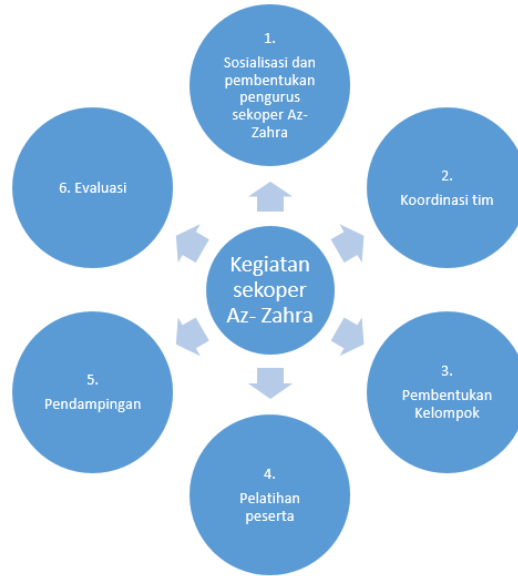 1.
Sosialisasi dan
pembentukan
pengurus
sekoper Az-
Zahra
2.
Koordinasi tim
3.
Pembentukan
Kelompok
4.
Pelatihan
peserta
5.
Pendampingan
6. Evaluasi
Kegiatan
sekoper
Az- Zahra